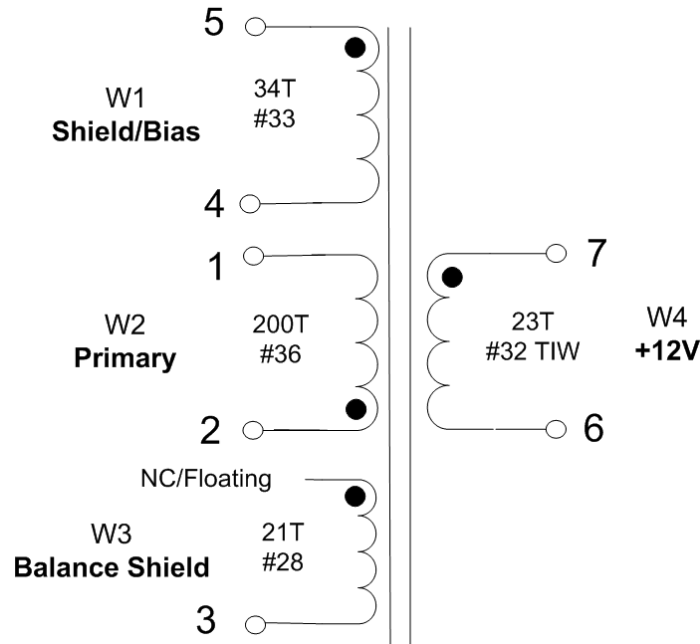 5
W1
Shield/Bias
34T
#33
4
1
W2
Primary
200T
#36
2
7
23T
#32 TIW
W4
+12V
6
NC/Floating
W3
Balance Shield
21T
#28
3